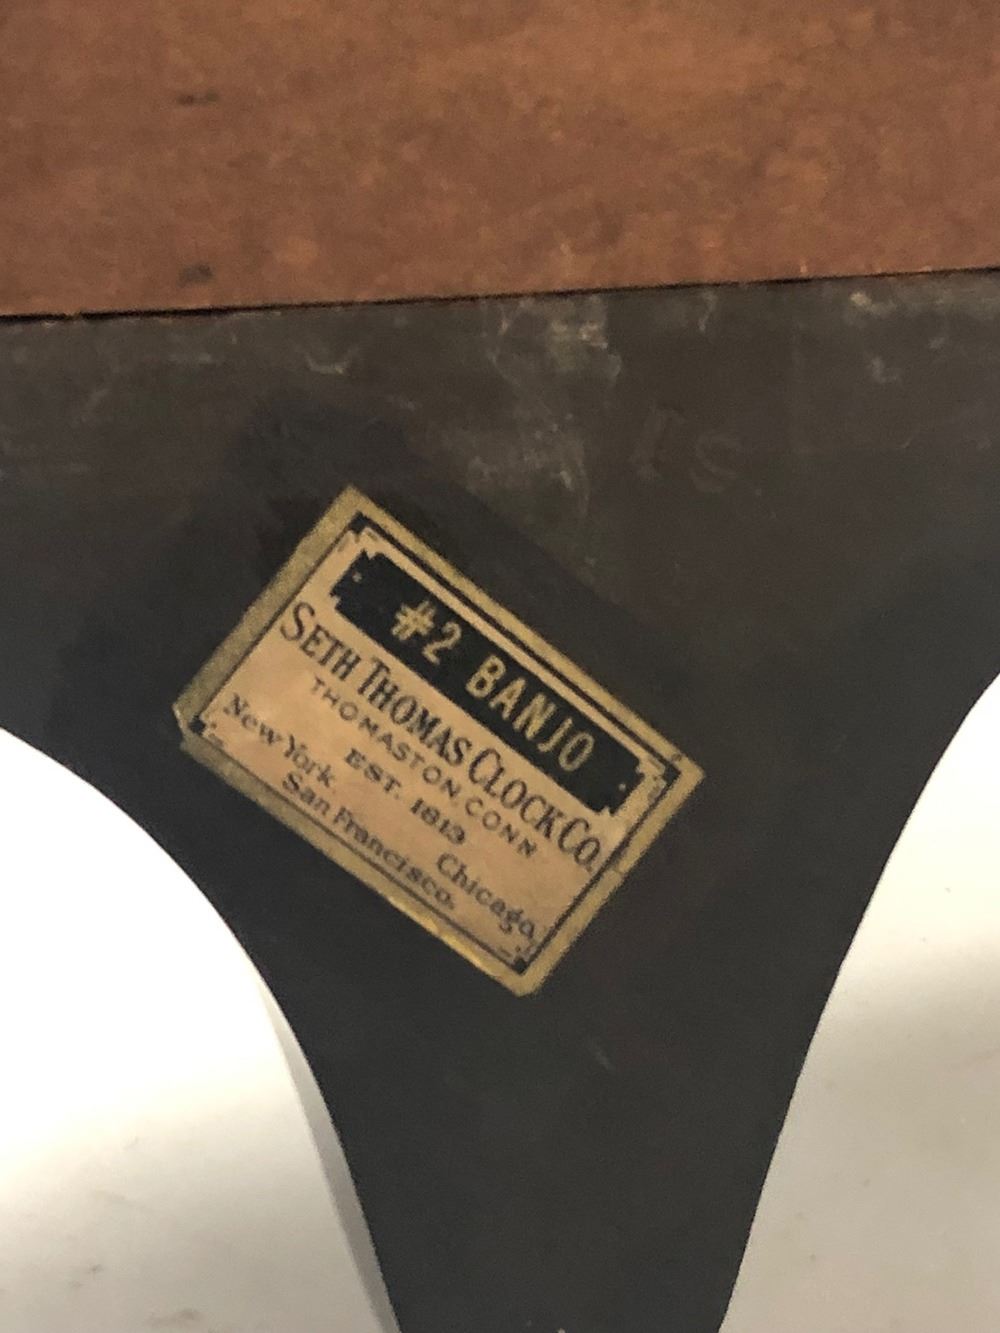 #2 BANJO
SETH THOMAS CLOCK CO.
THOMASTON, CONN
EST. 1813
New York Chicago,
San Francisco.